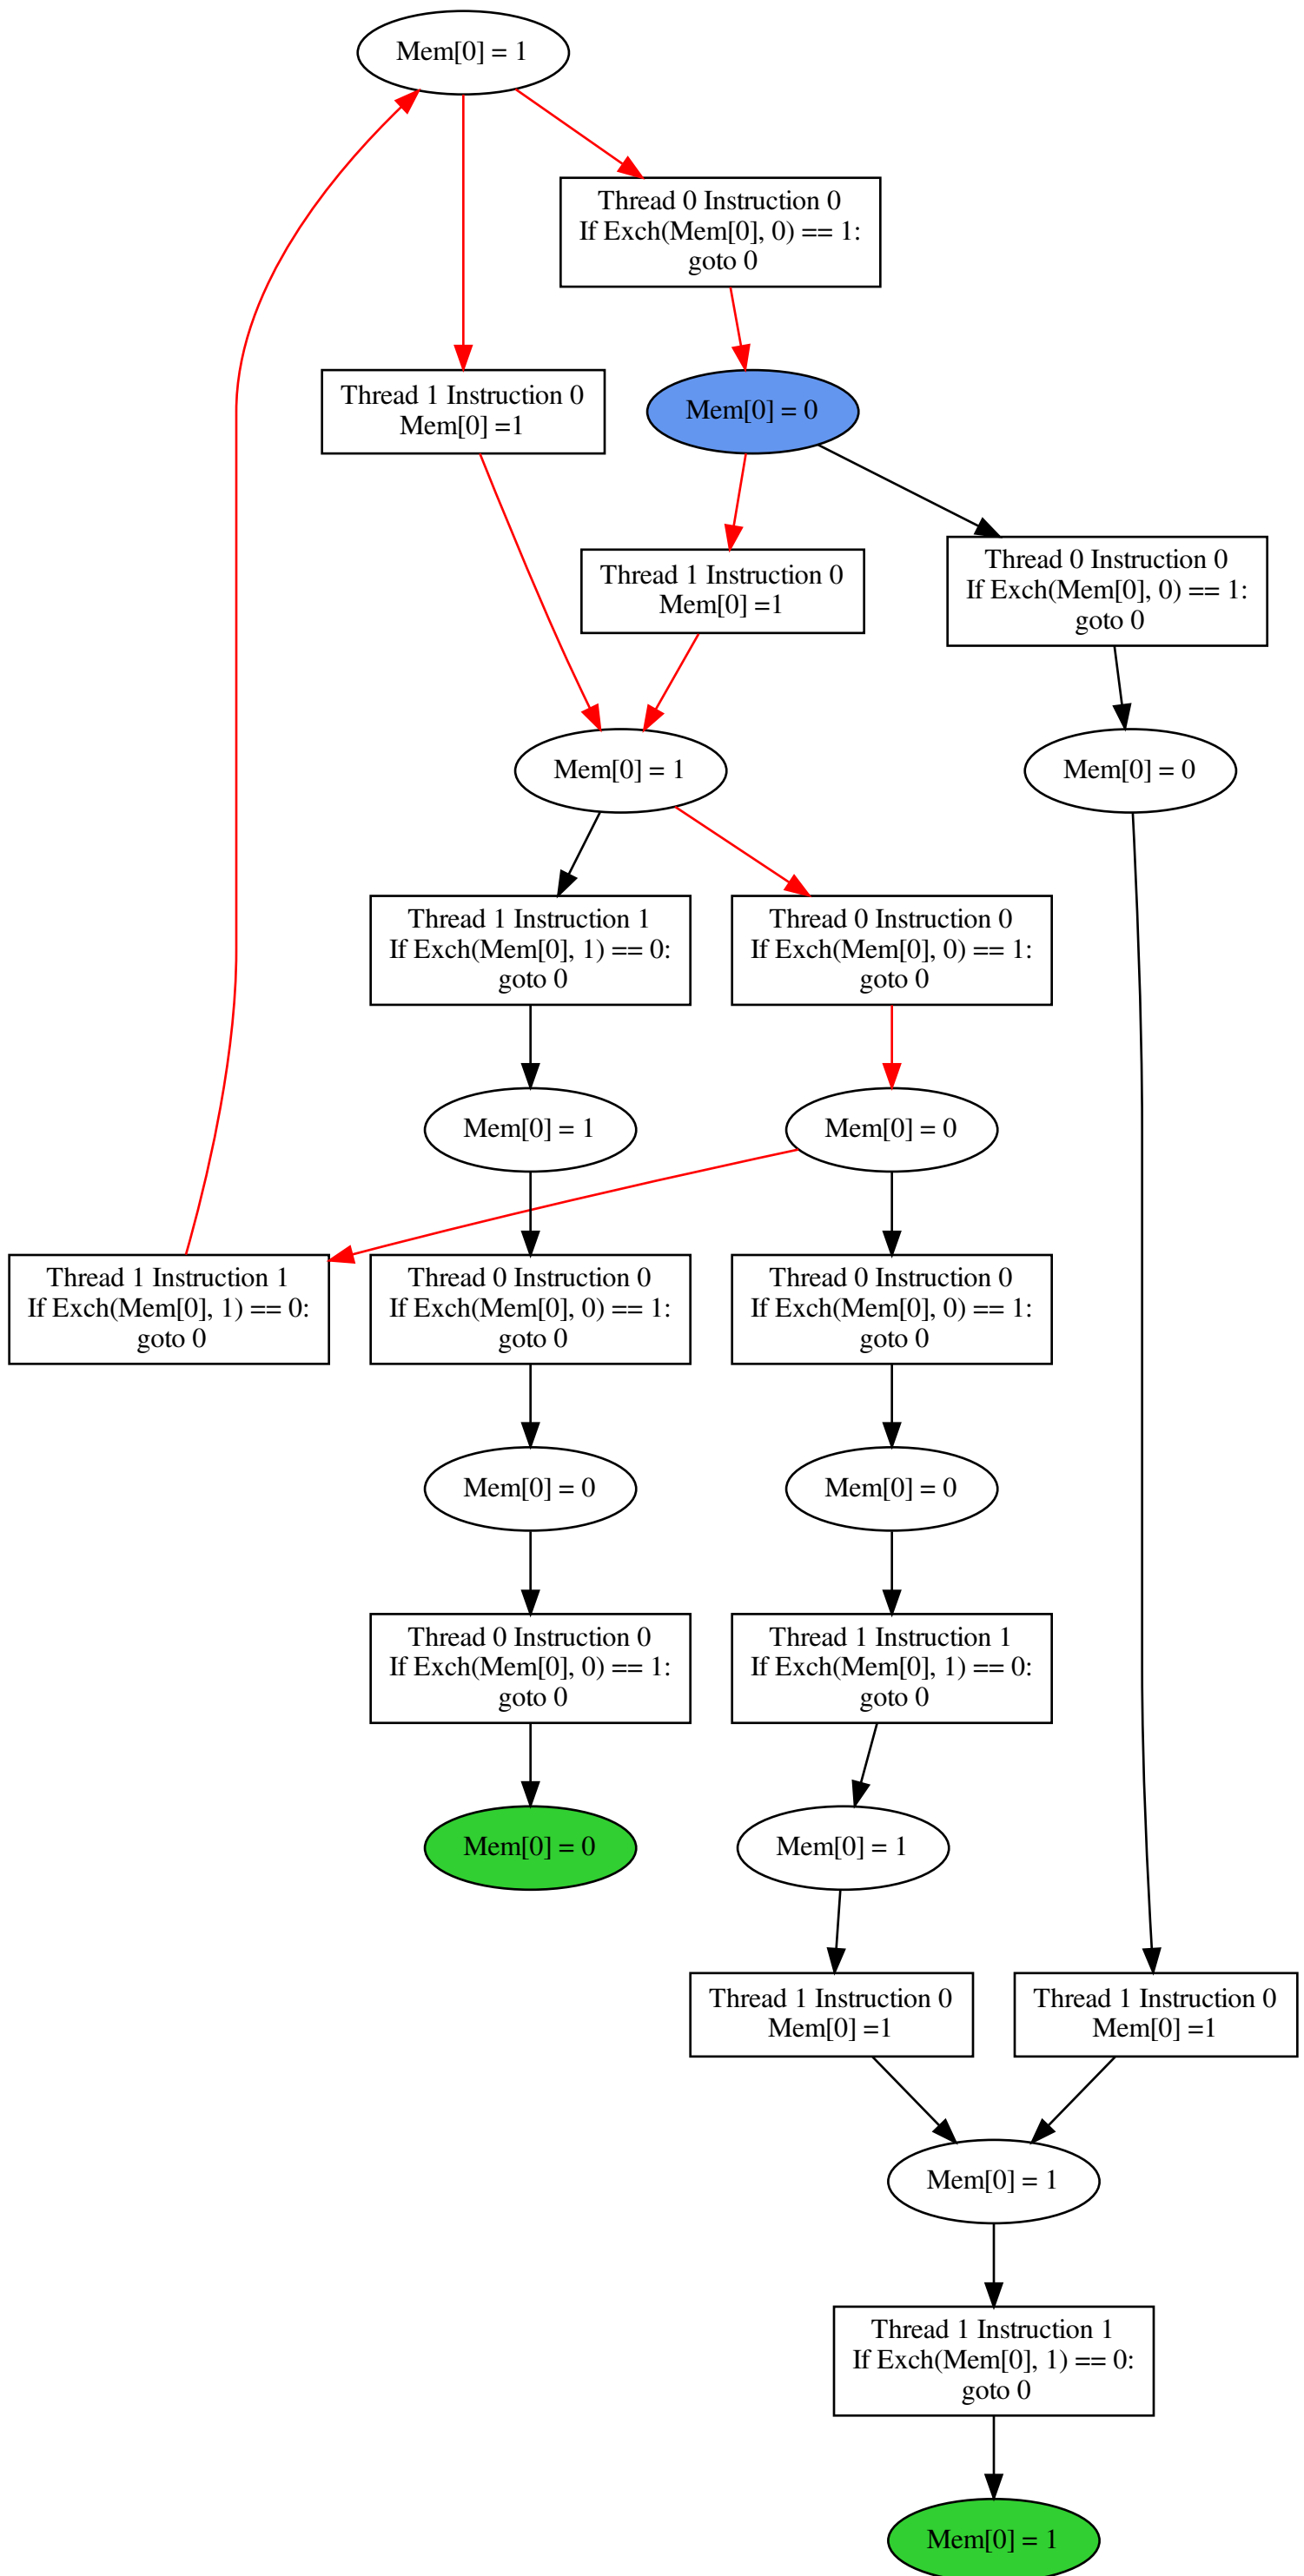 Mem[0] = 1
Thread 0 Instruction 0
If Exch(Mem[0], 0) == 1:
goto 0
Thread 1 Instruction 0
Mem[0] =1
Mem[0] = 0
Thread 1 Instruction 0
Mem[0] =1
Thread 0 Instruction 0
If Exch(Mem[0], 0) == 1:
goto 0
Mem[0] = 1
Mem[0] = 0
Thread 1 Instruction 1
If Exch(Mem[0], 1) == 0:
goto 0
Thread 0 Instruction 0
If Exch(Mem[0], 0) == 1:
goto 0
Mem[0] = 1
Mem[0] = 0
Thread 1 Instruction 1
If Exch(Mem[0], 1) == 0:
goto 0
Thread 0 Instruction 0
If Exch(Mem[0], 0) == 1:
goto 0
Thread 0 Instruction 0
If Exch(Mem[0], 0) == 1:
goto 0
Mem[0] = 0
Mem[0] = 0
Thread 0 Instruction 0
If Exch(Mem[0], 0) == 1:
goto 0
Thread 1 Instruction 1
If Exch(Mem[0], 1) == 0:
goto 0
Mem[0] = 0
Mem[0] = 1
Thread 1 Instruction 0
Mem[0] =1
Thread 1 Instruction 0
Mem[0] =1
Mem[0] = 1
Thread 1 Instruction 1
If Exch(Mem[0], 1) == 0:
goto 0
Mem[0] = 1